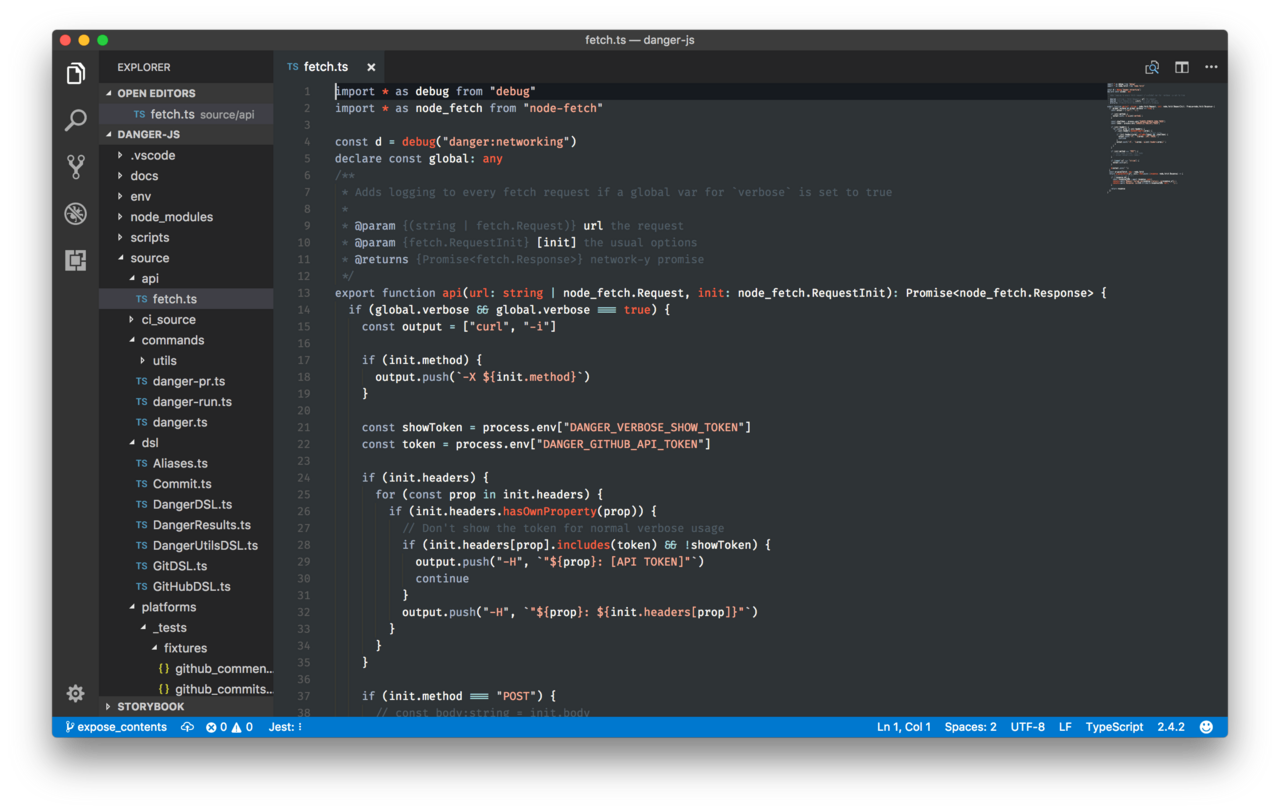 fetch.ts — danger-js
EXPLORER
OPEN EDITORS
TS fetch.ts source/api
DANGER-JS
.vscode
docs
env
node_modules
scripts
source
api
TS fetch.ts
ci_source
commands
utils
TS danger-pr.ts
TS danger-run.ts
TS danger.ts
dsl
TS Aliases.ts
TS Commit.ts
TS DangerDSL.ts
TS DangerResults.ts
TS DangerUtilsDSL.ts
TS GitDSL.ts
TS GitHubDSL.ts
platforms
_tests
fixtures
{} github_commen...
{} github_commits...
STORYBOOK
TS fetch.ts ×
1 import * as debug from "debug"
2 import * as node_fetch from "node-fetch"
3
4 const d = debug("danger:networking")
5 declare const global: any
6 /**
7  * Adds logging to every fetch request if a global var for `verbose` is set to true
8  *
9  * @param {(string | fetch.Request)} url the request
10  * @param {fetch.RequestInit} [init] the usual options
11  * @returns {Promise<fetch.Response>} network-y promise
12  */
13 export function api(url: string | node_fetch.Request, init: node_fetch.RequestInit): Promise<node_fetch.Response> {
14   if (global.verbose && global.verbose === true) {
15     const output = ["curl", "-i"]
16
17     if (init.method) {
18       output.push(`-X ${init.method}`)
19     }
20
21     const showToken = process.env["DANGER_VERBOSE_SHOW_TOKEN"]
22     const token = process.env["DANGER_GITHUB_API_TOKEN"]
23
24     if (init.headers) {
25       for (const prop in init.headers) {
26         if (init.headers.hasOwnProperty(prop)) {
27           // Don't show the token for normal verbose usage
28           if (init.headers[prop].includes(token) && !showToken) {
29             output.push("-H", `"${prop}: [API TOKEN]"`)
30             continue
31           }
32           output.push("-H", `"${prop}: ${init.headers[prop]}"`)
33         }
34       }
35     }
36
37     if (init.method === "POST") {
38       // const body:string = init.body
expose_contents 0 0 Jest: Ln 1, Col 1 Spaces: 2 UTF-8 LF TypeScript 2.4.2